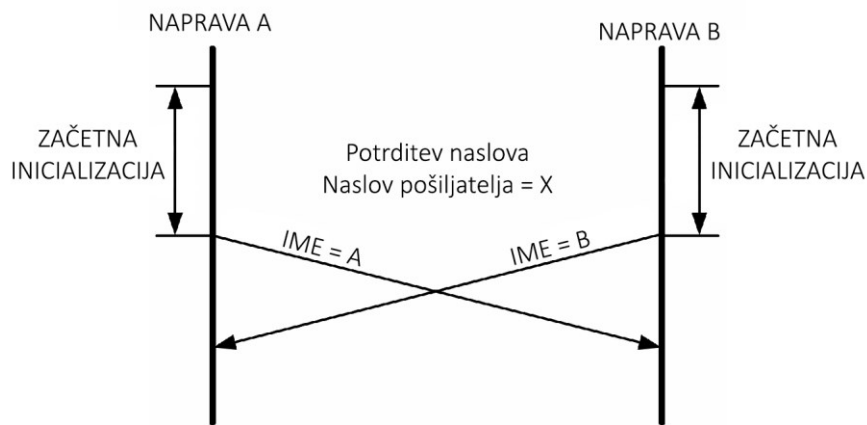 NAPRAVA A
NAPRAVA B
ZAČETNA
INICIALIZACIJA
Potrditev naslova
Naslov pošiljatelja = X
ZAČETNA
INICIALIZACIJA
IME = A
IME = B